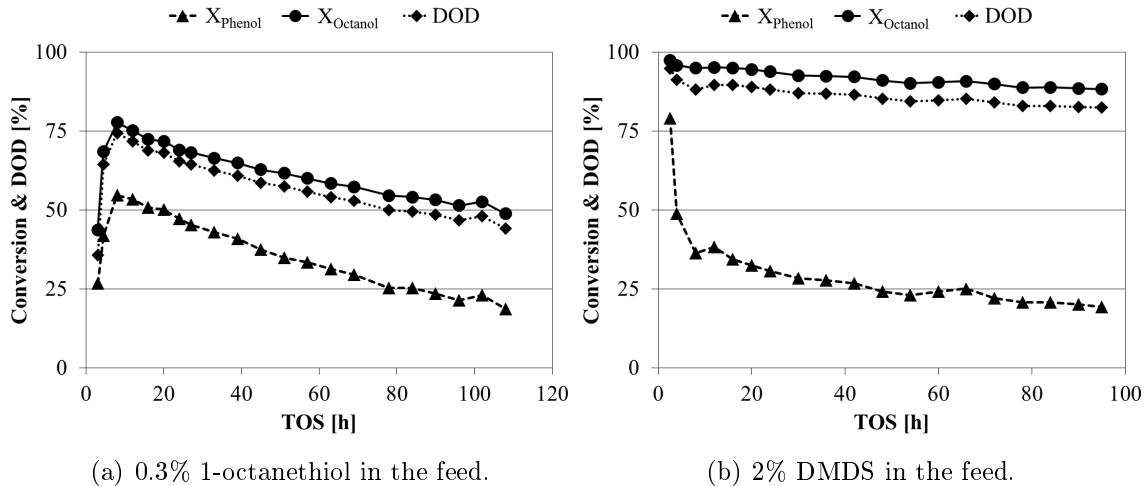 X_Phenol X_Octanol DOD
100
75
50
25
0
Conversion & DOD [%]
0 20 40 60 80 100 120
TOS [h]
(a) 0.3% 1-octanethiol in the feed.
X_Phenol X_Octanol DOD
100
75
50
25
0
Conversion & DOD [%]
0 20 40 60 80 100
TOS [h]
(b) 2% DMDS in the feed.